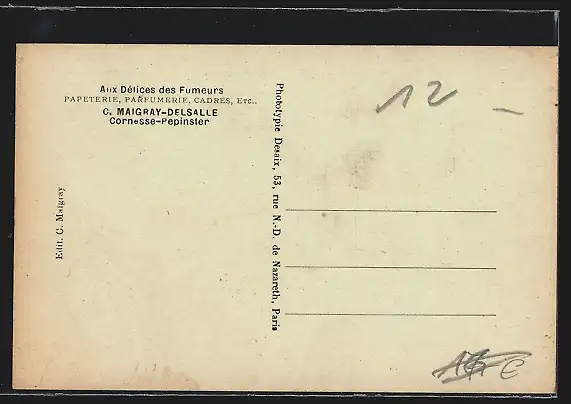 Aux Délices des Fumeurs
PAPETERIE, PARFUMERIE, CADRES, ETC..
C. MAIGRAY-DELSALLE
Cornesse-Pepinster
Edit. C. Maigray
Phototypie Desaix, 53, rue N.-D. de Nazareth, Paris
12 —